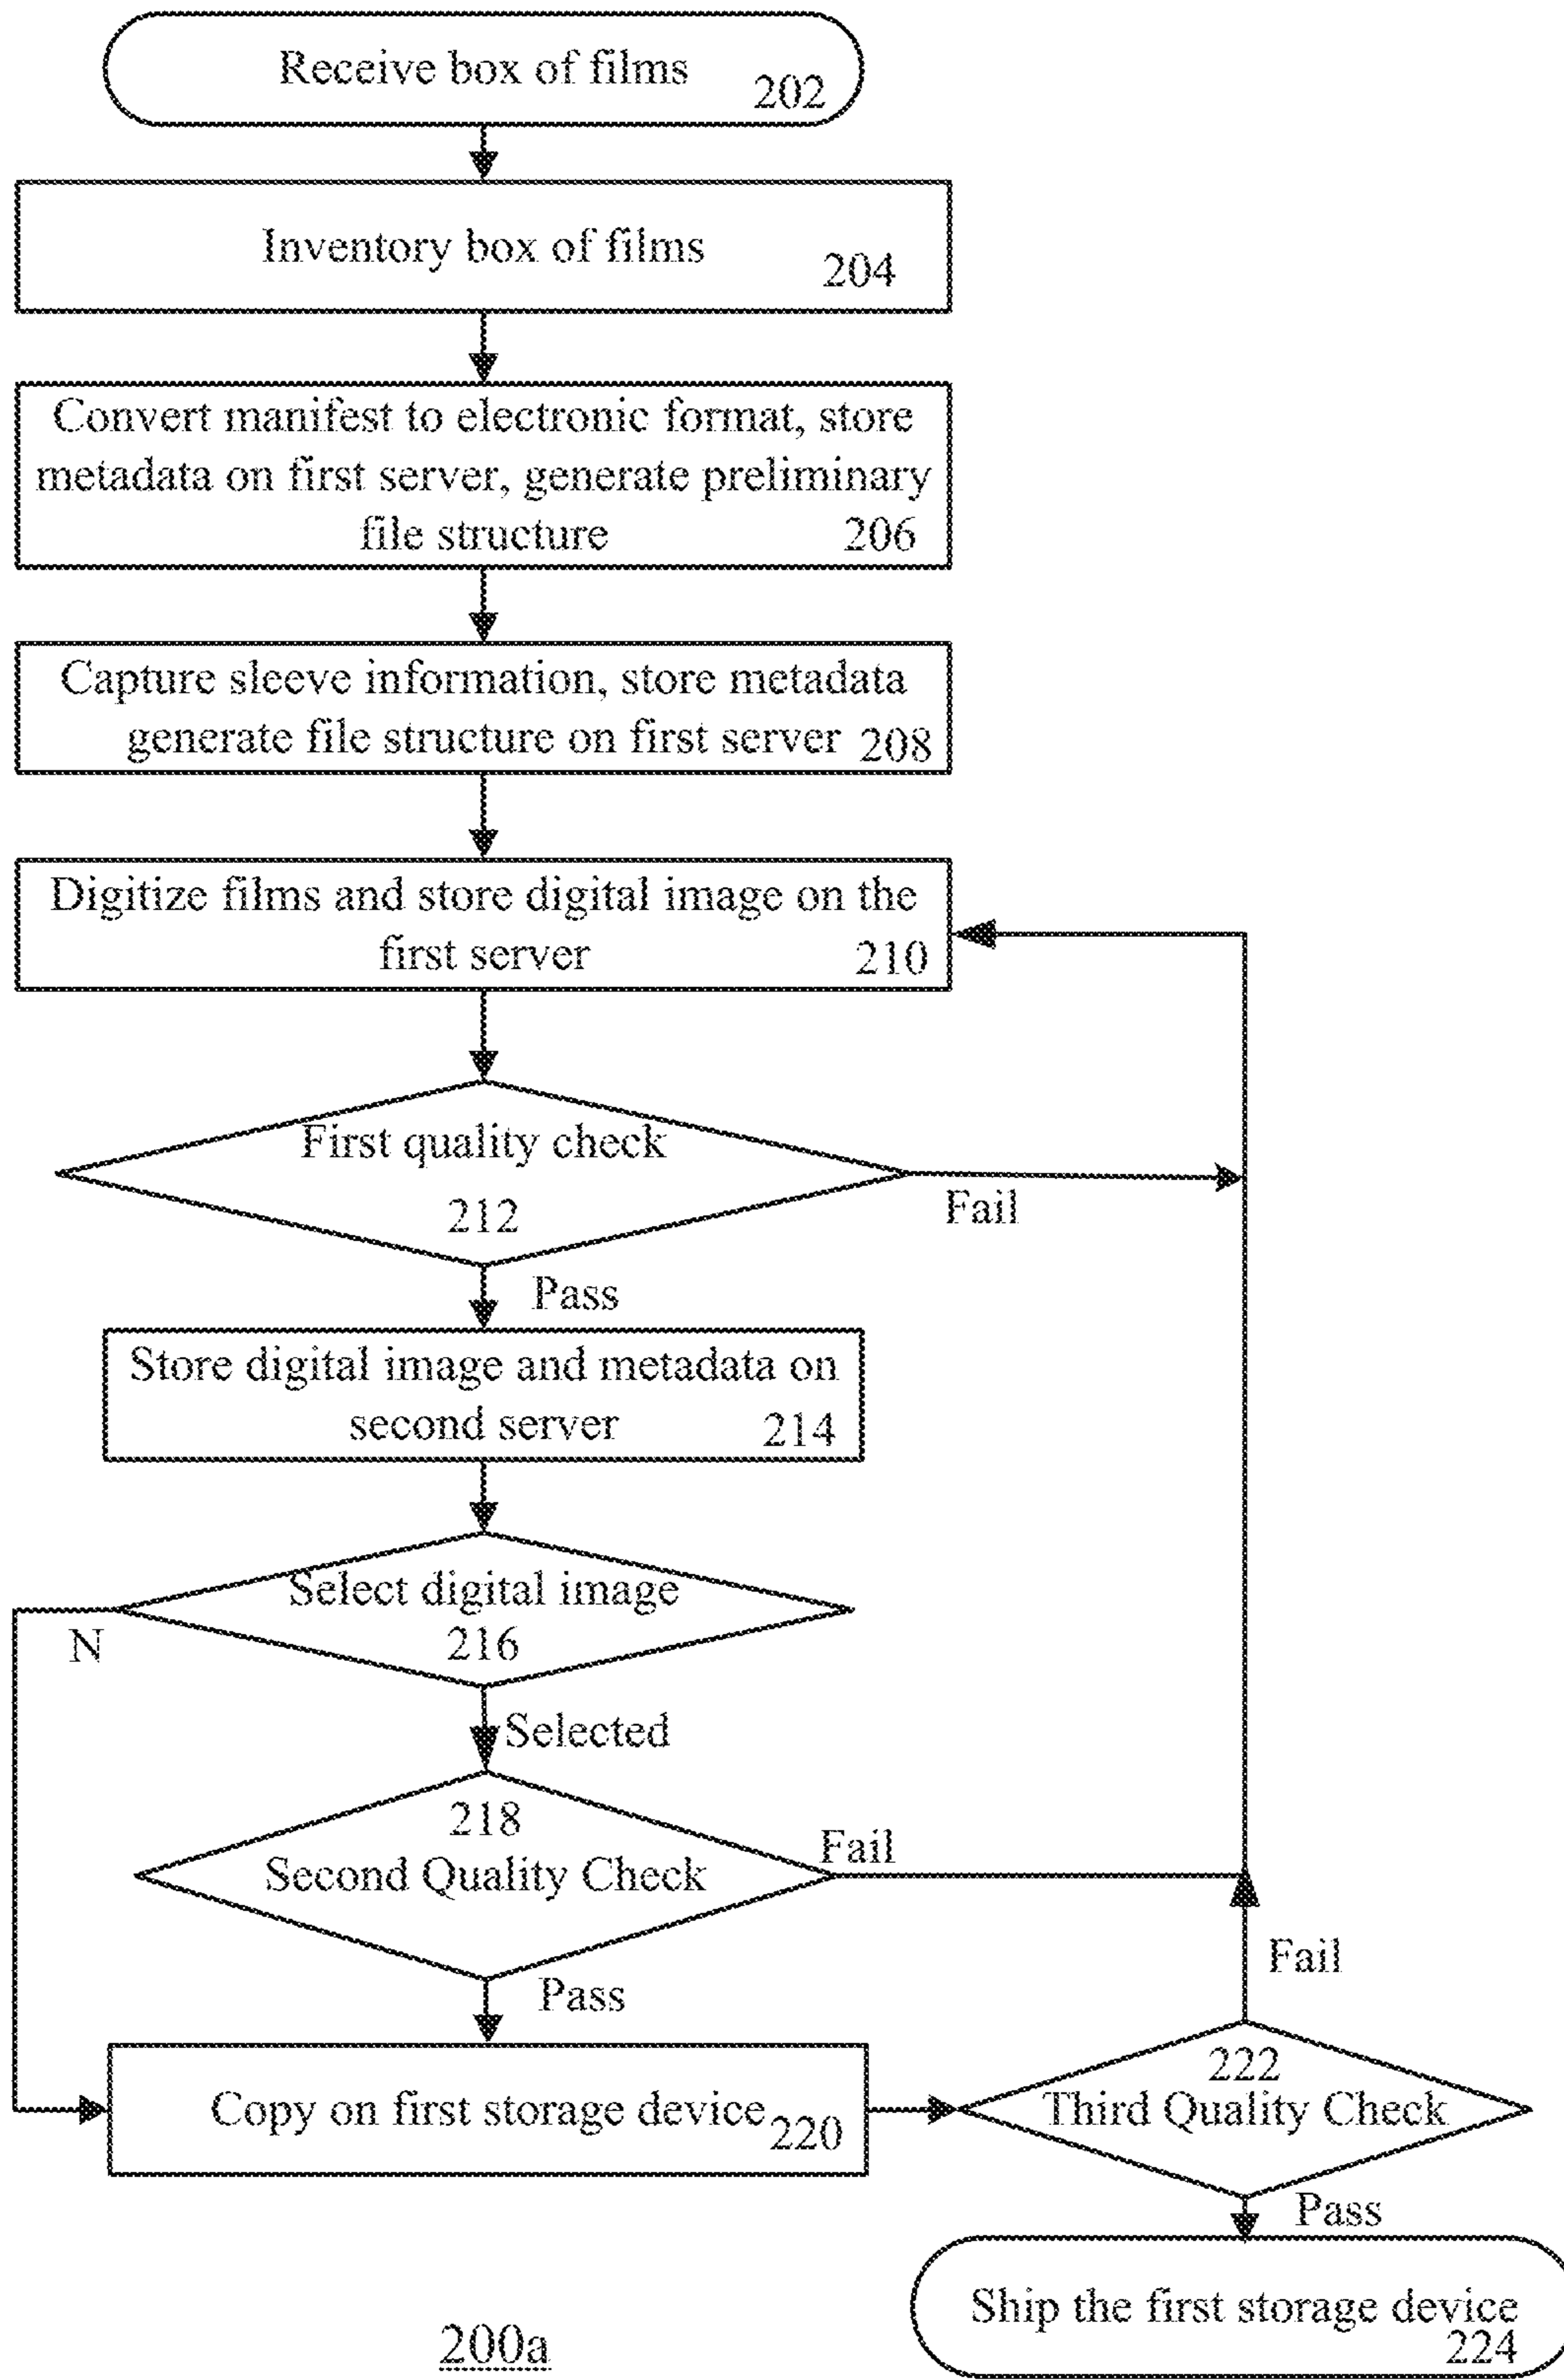 Receive box of films
202
Inventory box of films
204
Convert manifest to electronic format, store
metadata on first server, generate preliminary
file structure
206
Capture sleeve information, store metadata
generate file structure on first server 208
Digitize films and store digital image on the
first server
210
First quality check
212
Fail
Pass
Store digital image and metadata on
second server
214
Select digital image
216
N
Selected
218
Second Quality Check
Fail
Pass
Copy on first storage device
220
222
Third Quality Check
Fail
Pass
Ship the first storage device
224
200a